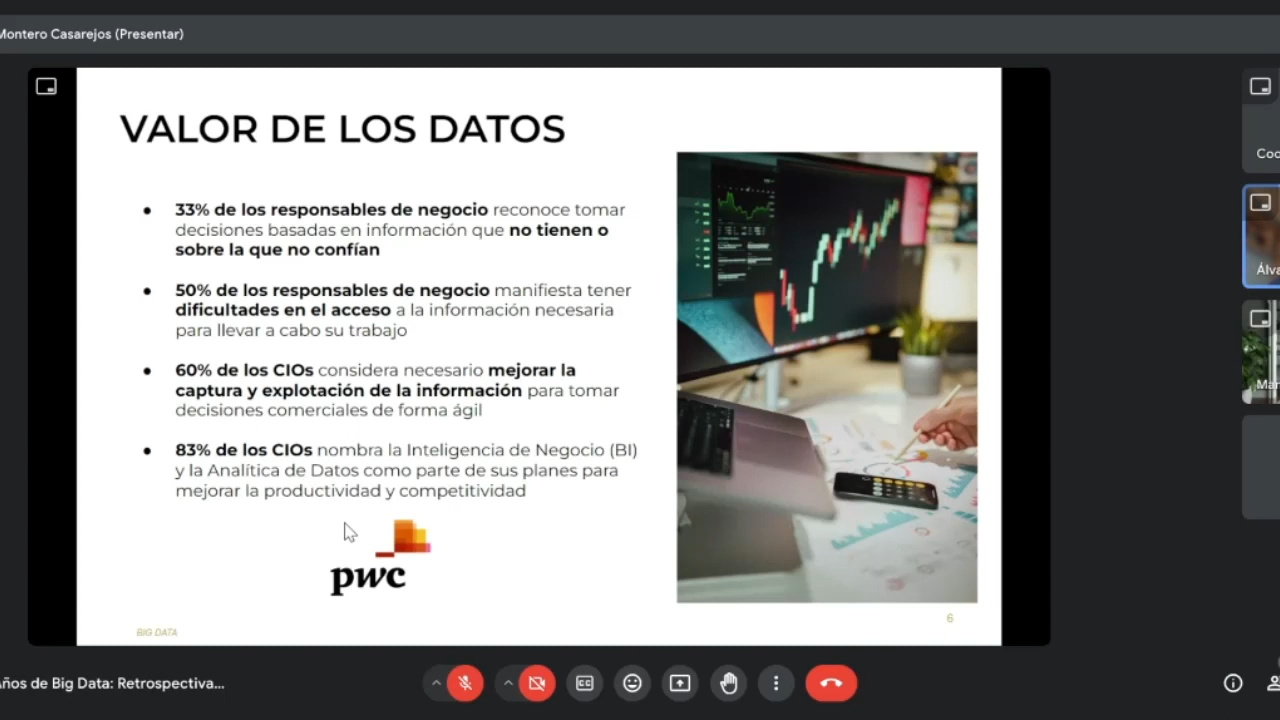 Montero Casarejos (Presentar)
VALOR DE LOS DATOS
● 33% de los responsables de negocio reconoce tomar
decisiones basadas en información que no tienen o
sobre la que no confían
● 50% de los responsables de negocio manifiesta tener
dificultades en el acceso a la información necesaria
para llevar a cabo su trabajo
● 60% de los CIOs considera necesario mejorar la
captura y explotación de la información para tomar
decisiones comerciales de forma ágil
● 83% de los CIOs nombra la Inteligencia de Negocio (BI)
y la Analítica de Datos como parte de sus planes para
mejorar la productividad y competitividad
pwc
BIG DATA
6
Coo
Álva
Mar
Años de Big Data: Retrospectiva...
CC